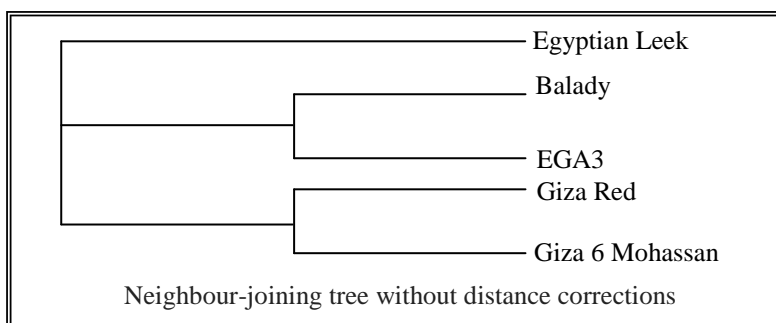 Egyptian Leek
Balady
EGA3
Giza Red
Giza 6 Mohassan
Neighbour-joining tree without distance corrections